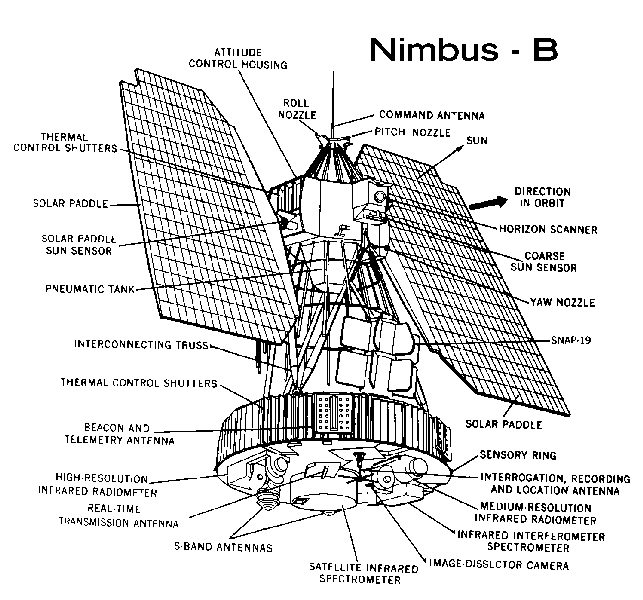 Nimbus - B
ATTITUDE
CONTROL HOUSING
ROLL
NOZZLE
COMMAND ANTENNA
PITCH NOZZLE
SUN
THERMAL
CONTROL SHUTTERS
DIRECTION
IN ORBIT
SOLAR PADDLE
HORIZON SCANNER
SOLAR PADDLE
SUN SENSOR
COARSE
SUN SENSOR
PNEUMATIC TANK
YAW NOZZLE
INTERCONNECTING TRUSS
SNAP-19
THERMAL CONTROL SHUTTERS
SOLAR PADDLE
BEACON AND
TELEMETRY ANTENNA
SENSORY RING
HIGH-RESOLUTION
INFRARED RADIOMETER
INTERROGATION, RECORDING
AND LOCATION ANTENNA
REAL-TIME
TRANSMISSION ANTENNA
MEDIUM-RESOLUTION
INFRARED RADIOMETER
S-BAND ANTENNAS
INFRARED INTERFEROMETER
SPECTROMETER
SATELLITE INFRARED
SPECTROMETER
IMAGE-DISSECTOR CAMERA